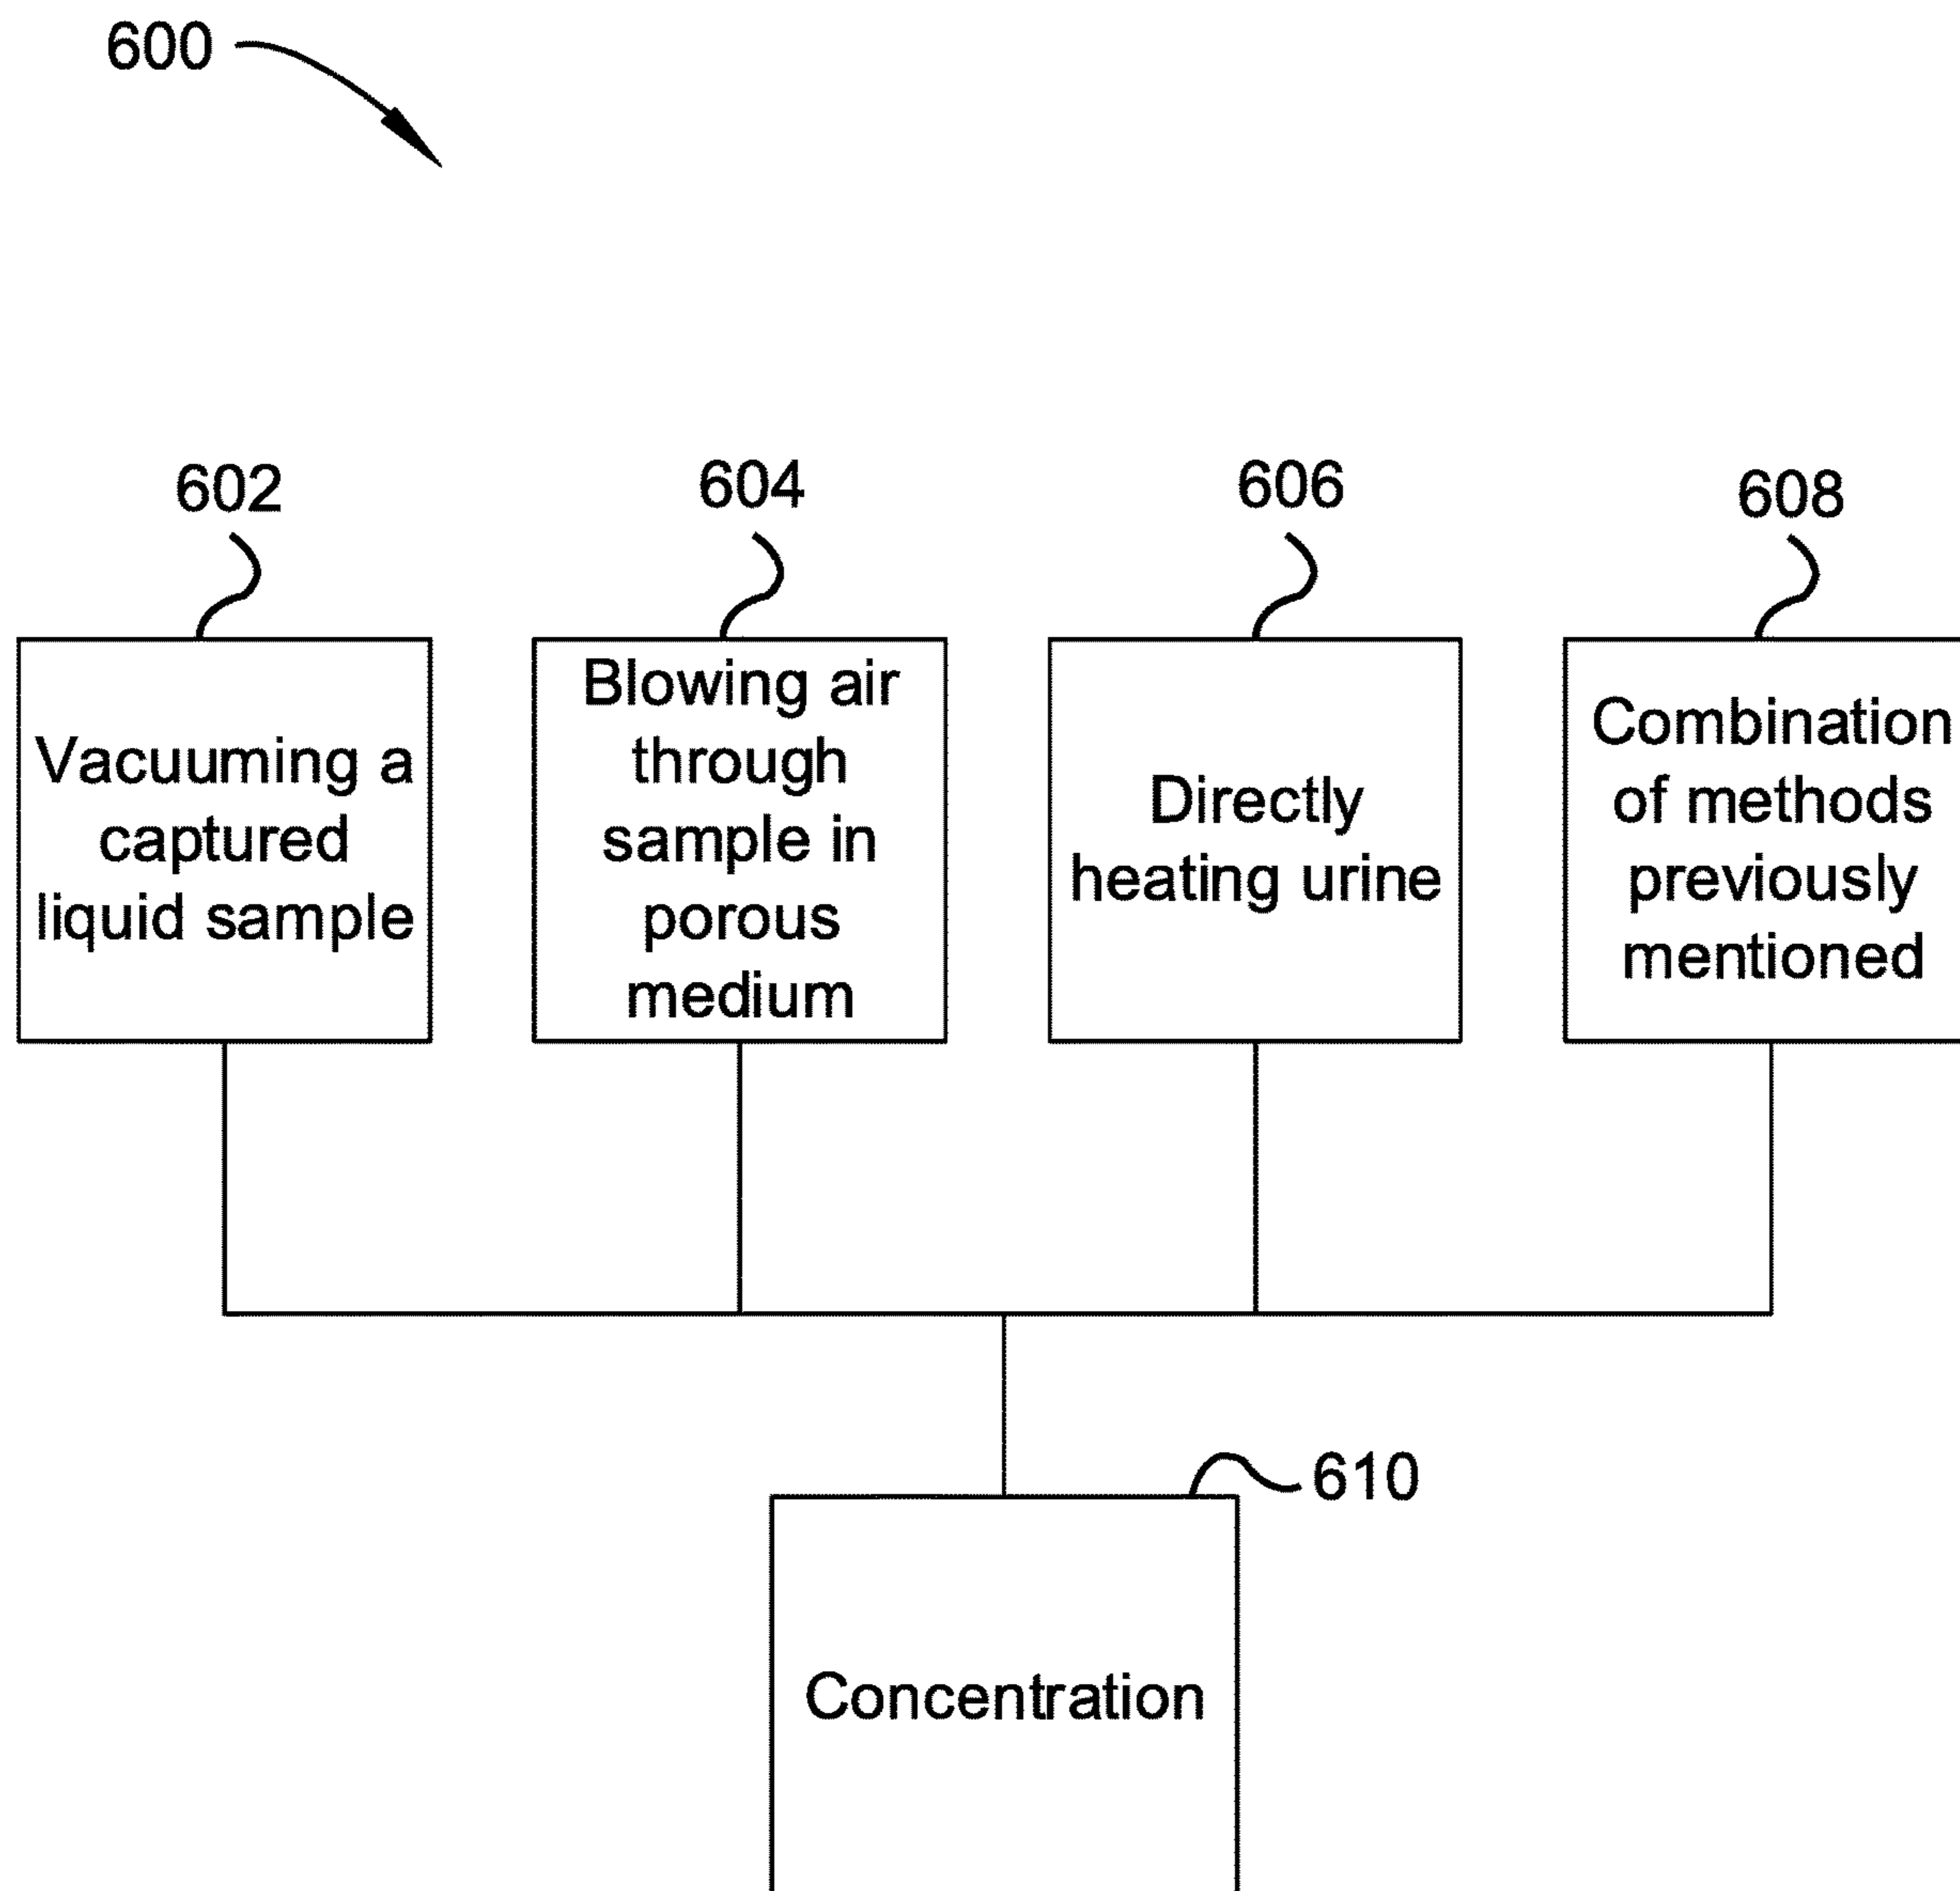 600
602
604
606
608
Vacuuming a
captured
liquid sample
Blowing air
through
sample in
porous
medium
Directly
heating urine
Combination
of methods
previously
mentioned
610
Concentration